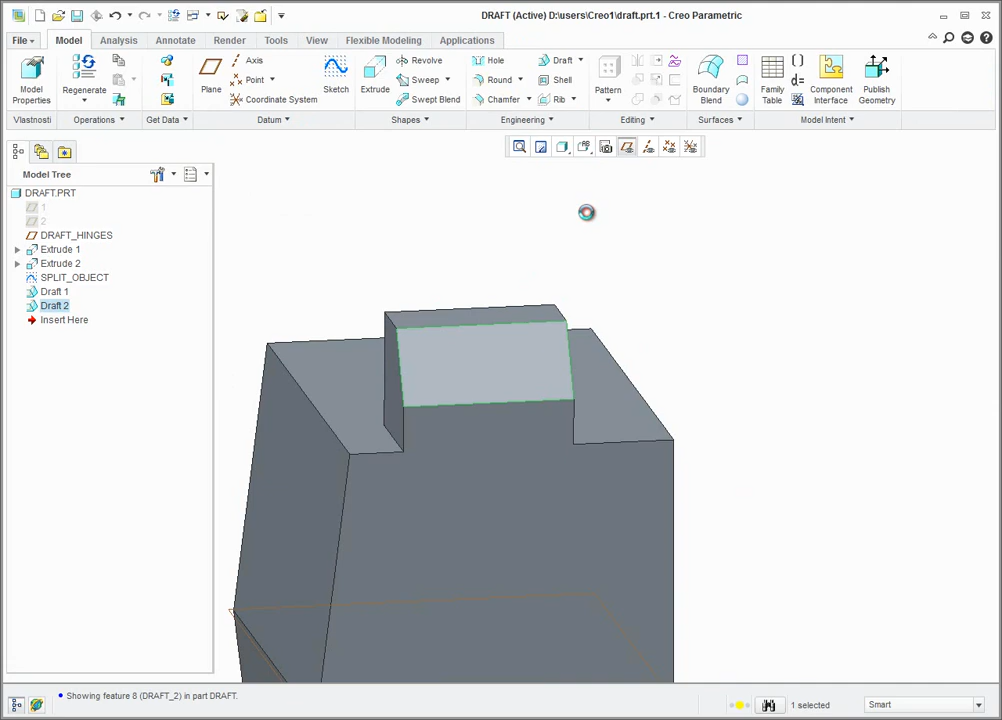 DRAFT (Active) D:\users\Creo1\draft.prt.1 - Creo Parametric
File Model Analysis Annotate Render Tools View Flexible Modeling Applications
Model Properties
Regenerate
Plane
Axis
Point
Coordinate System
Sketch
Extrude
Revolve
Sweep
Swept Blend
Hole
Round
Chamfer
Draft
Shell
Rib
Pattern
Boundary Blend
Family Table
Component Interface
Publish Geometry
Vlastnosti Operations Get Data Datum Shapes Engineering Editing Surfaces Model Intent
Model Tree
DRAFT.PRT
1
2
DRAFT_HINGES
Extrude 1
Extrude 2
SPLIT_OBJECT
Draft 1
Draft 2
Insert Here
Showing feature 8 (DRAFT_2) in part DRAFT.
1 selected
Smart